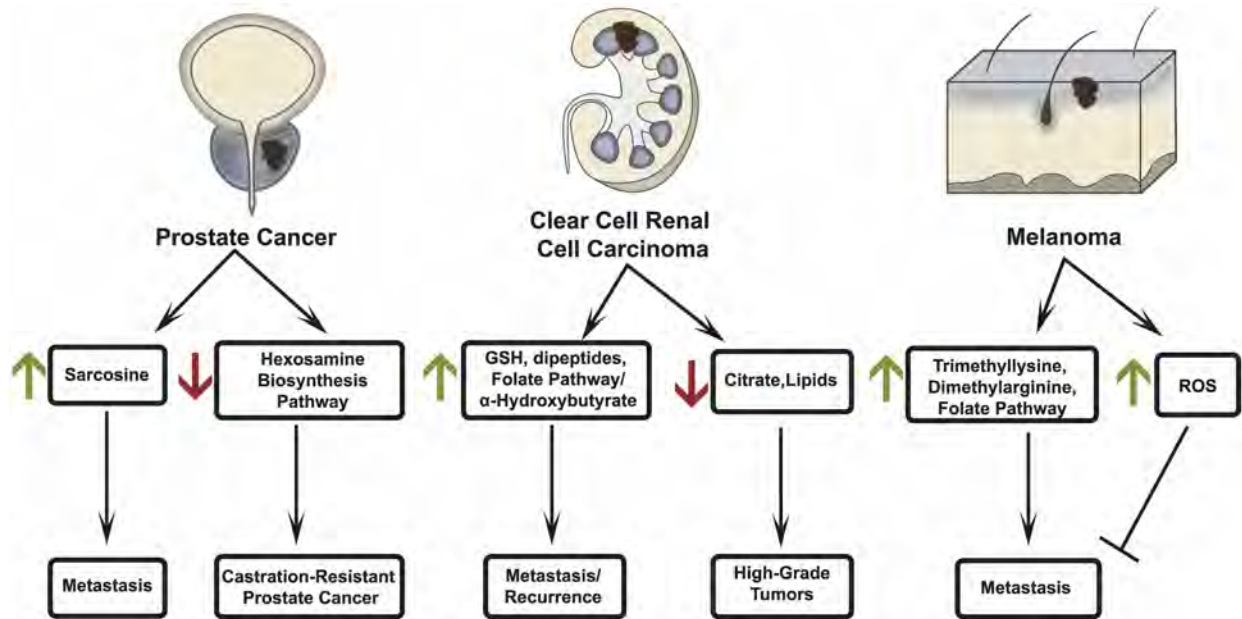 Prostate Cancer
Clear Cell Renal
Cell Carcinoma
Melanoma
Sarcosine
Hexosamine
Biosynthesis
Pathway
GSH, dipeptides,
Folate Pathway/
α-Hydroxybutyrate
Citrate,Lipids
Trimethyllysine,
Dimethylarginine,
Folate Pathway
ROS
Metastasis
Castration-Resistant
Prostate Cancer
Metastasis/
Recurrence
High-Grade
Tumors
Metastasis